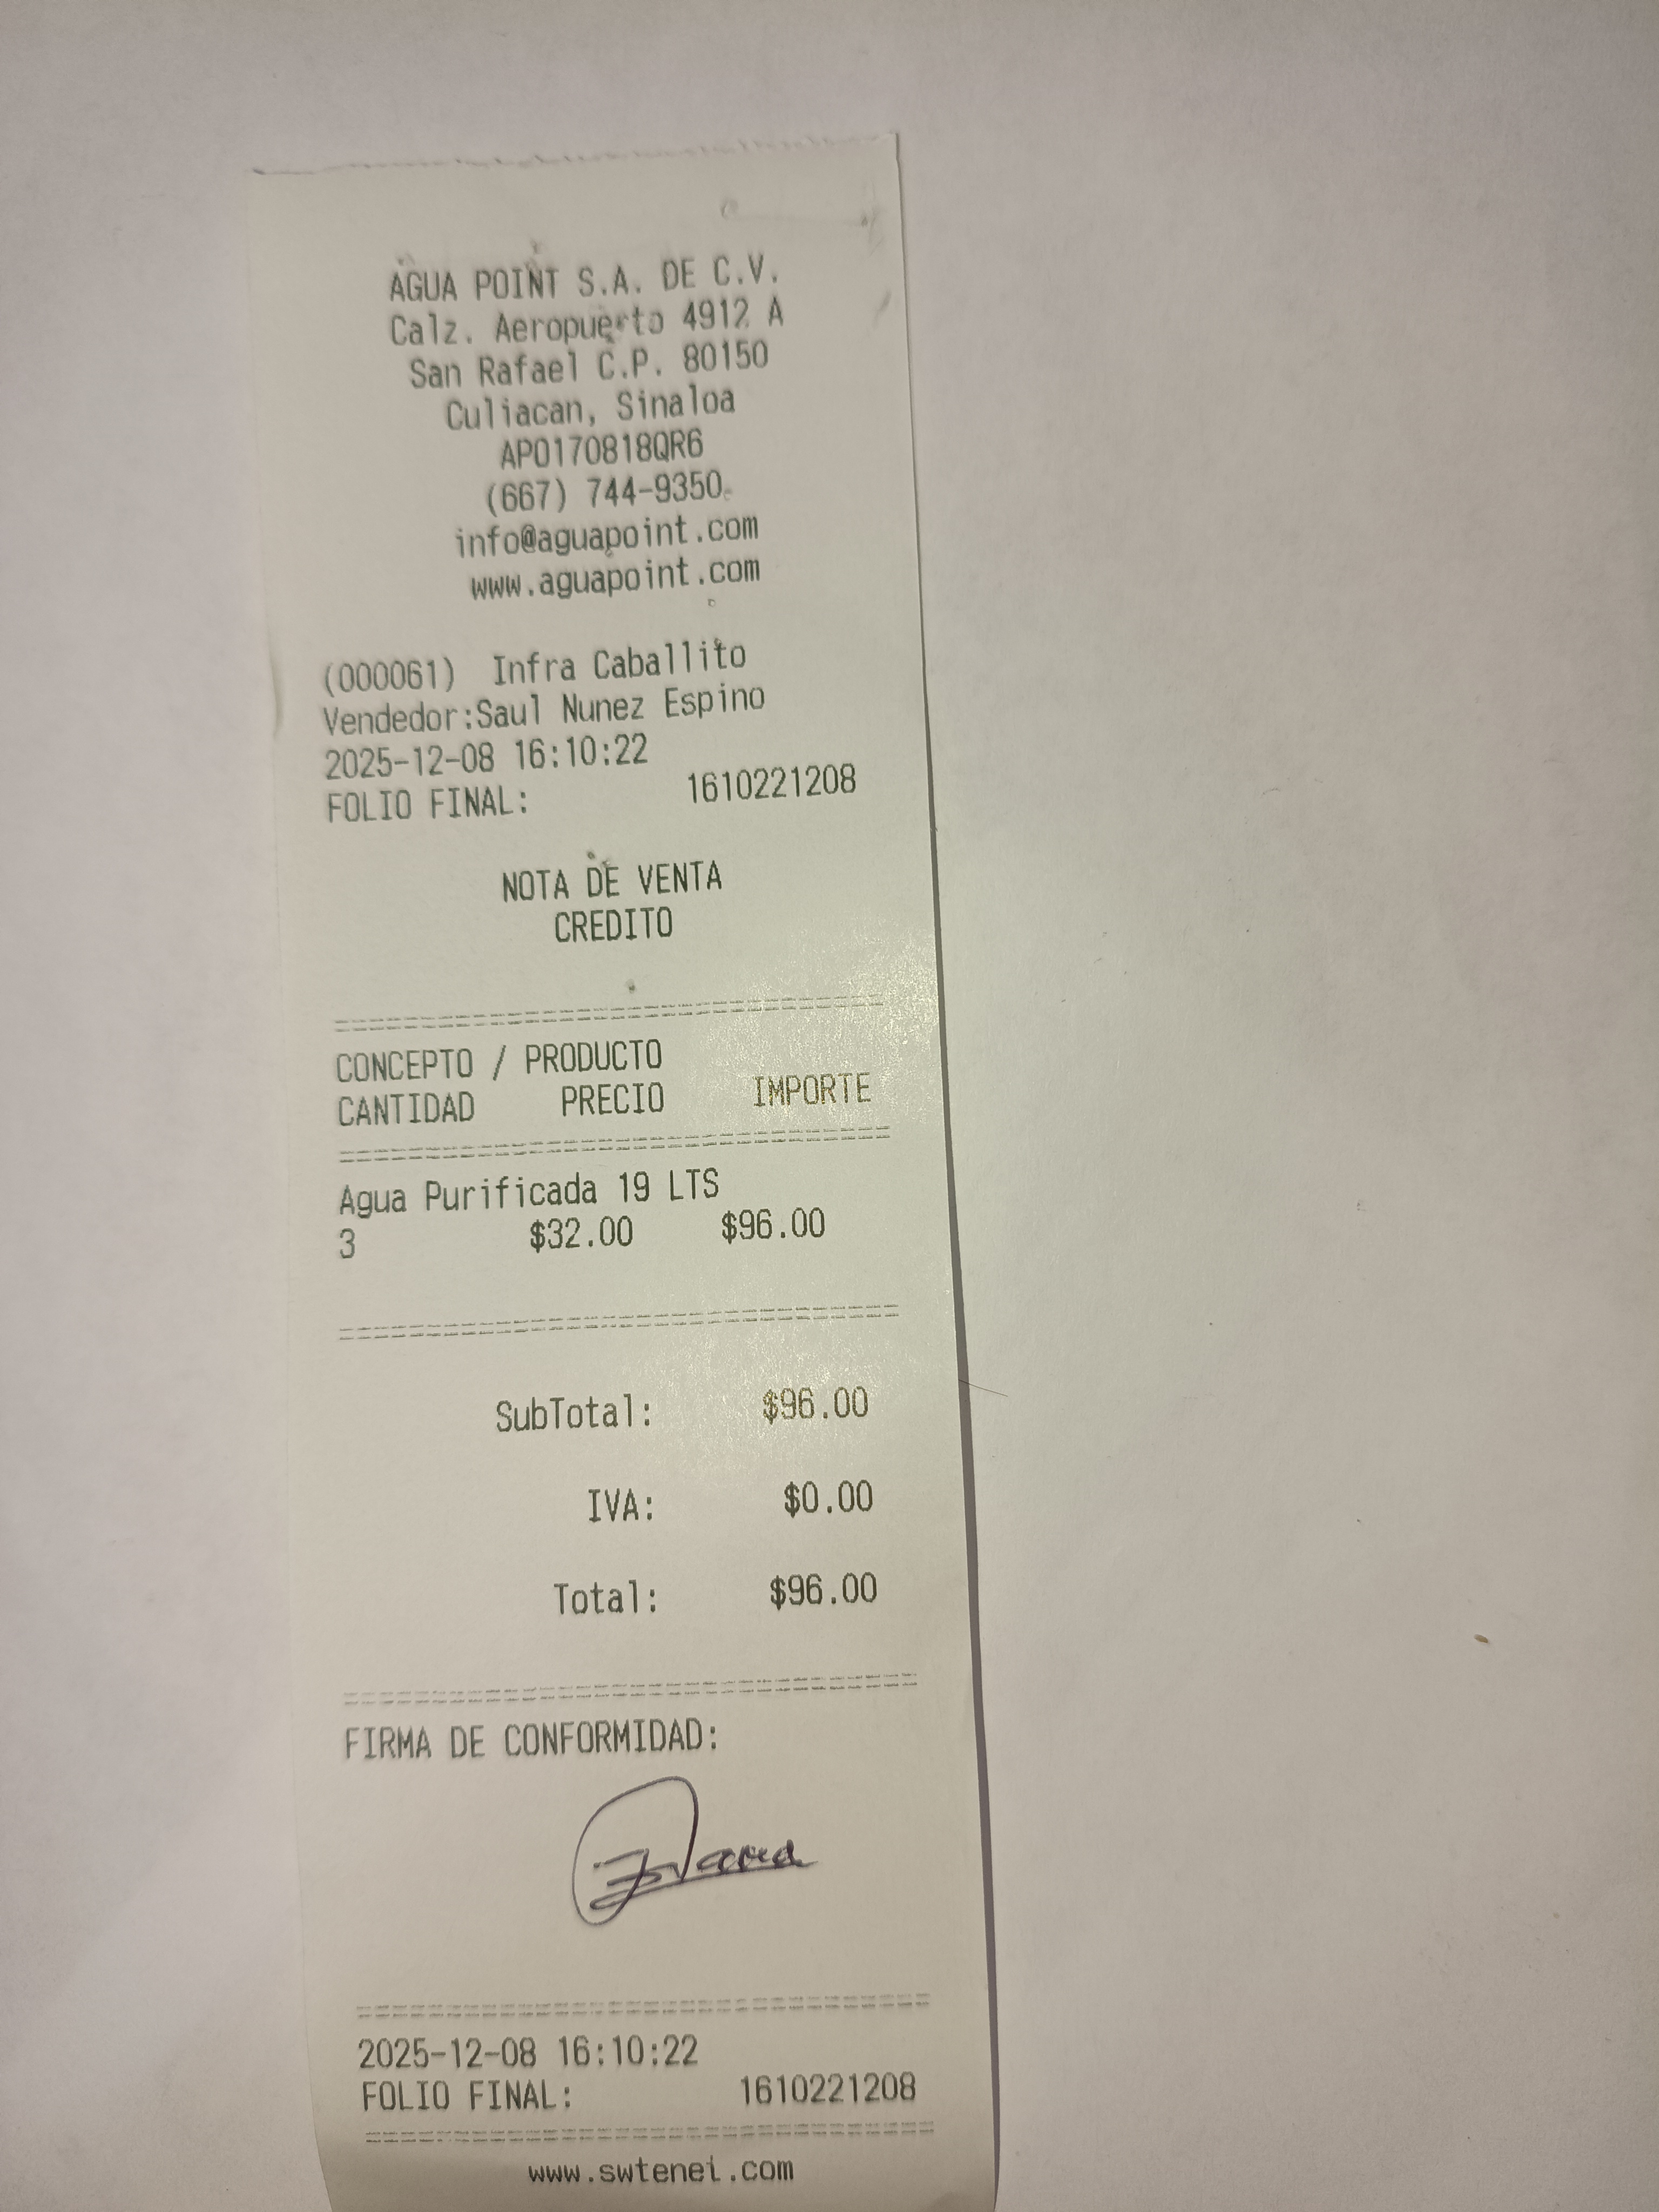 AGUA POINT S.A. DE C.V.
Calz. Aeropuerto 4912 A
San Rafael C.P. 80150
Culiacan, Sinaloa
APO170818QR6
(667) 744-9350
info@aguapoint.com
www.aguapoint.com
(000061) Infra Caballito
Vendedor:Saul Nunez Espino
2025-12-08 16:10:22
FOLIO FINAL: 1610221208
NOTA DE VENTA
CREDITO
CONCEPTO / PRODUCTO
CANTIDAD PRECIO IMPORTE
Agua Purificada 19 LTS
3 $32.00 $96.00
SubTotal: $96.00
IVA: $0.00
Total: $96.00
FIRMA DE CONFORMIDAD:
2025-12-08 16:10:22
FOLIO FINAL: 1610221208
www.swtenei.com